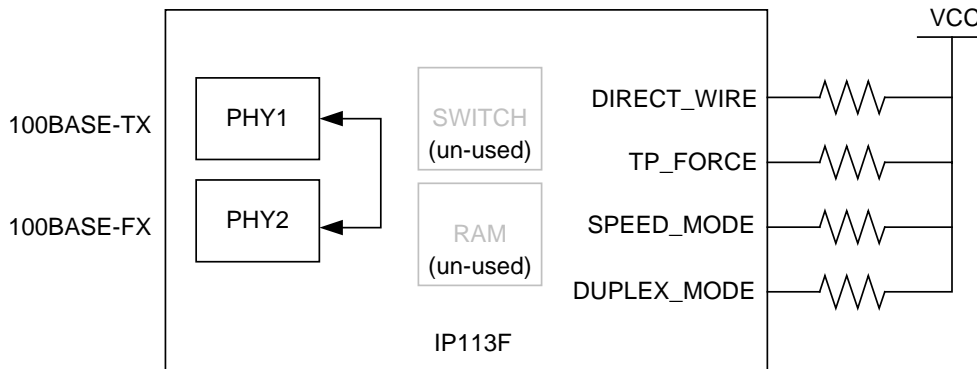 VCC
DIRECT_WIRE
100BASE-TX
PHY1
SWITCH
(un-used)
TP_FORCE
100BASE-FX
PHY2
RAM
(un-used)
SPEED_MODE
DUPLEX_MODE
IP113F